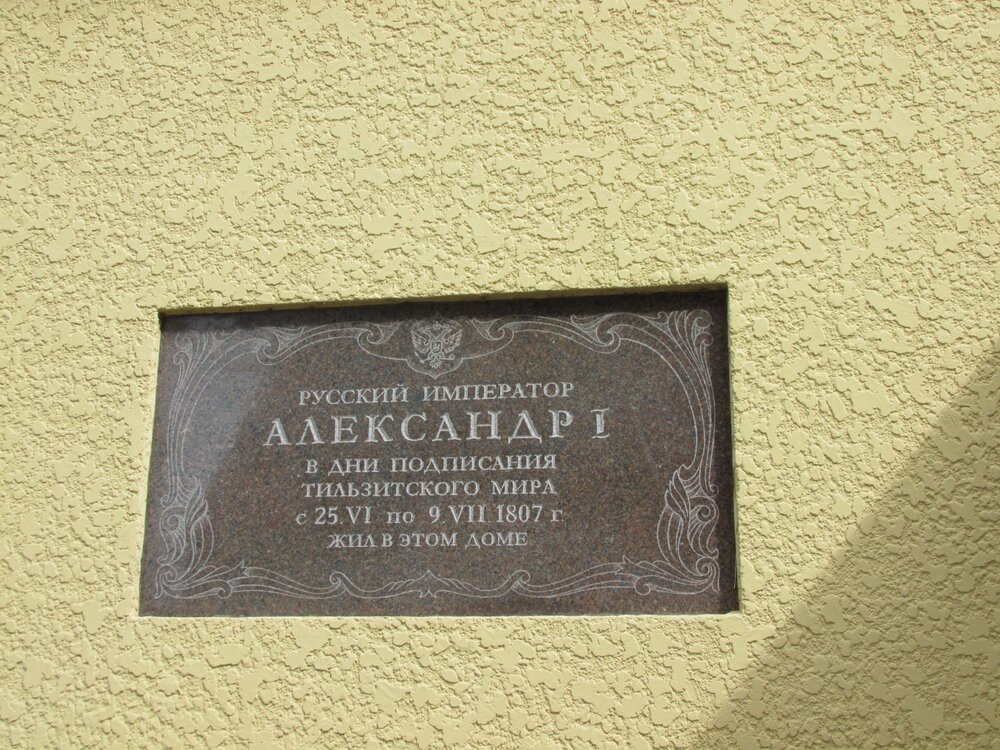 РУССКИЙ ИМПЕРАТОР
АЛЕКСАНДР I
В ДНИ ПОДПИСАНИЯ
ТИЛЬЗИТСКОГО МИРА
с 25.VI по 9.VII 1807 г.
ЖИЛ В ЭТОМ ДОМЕ